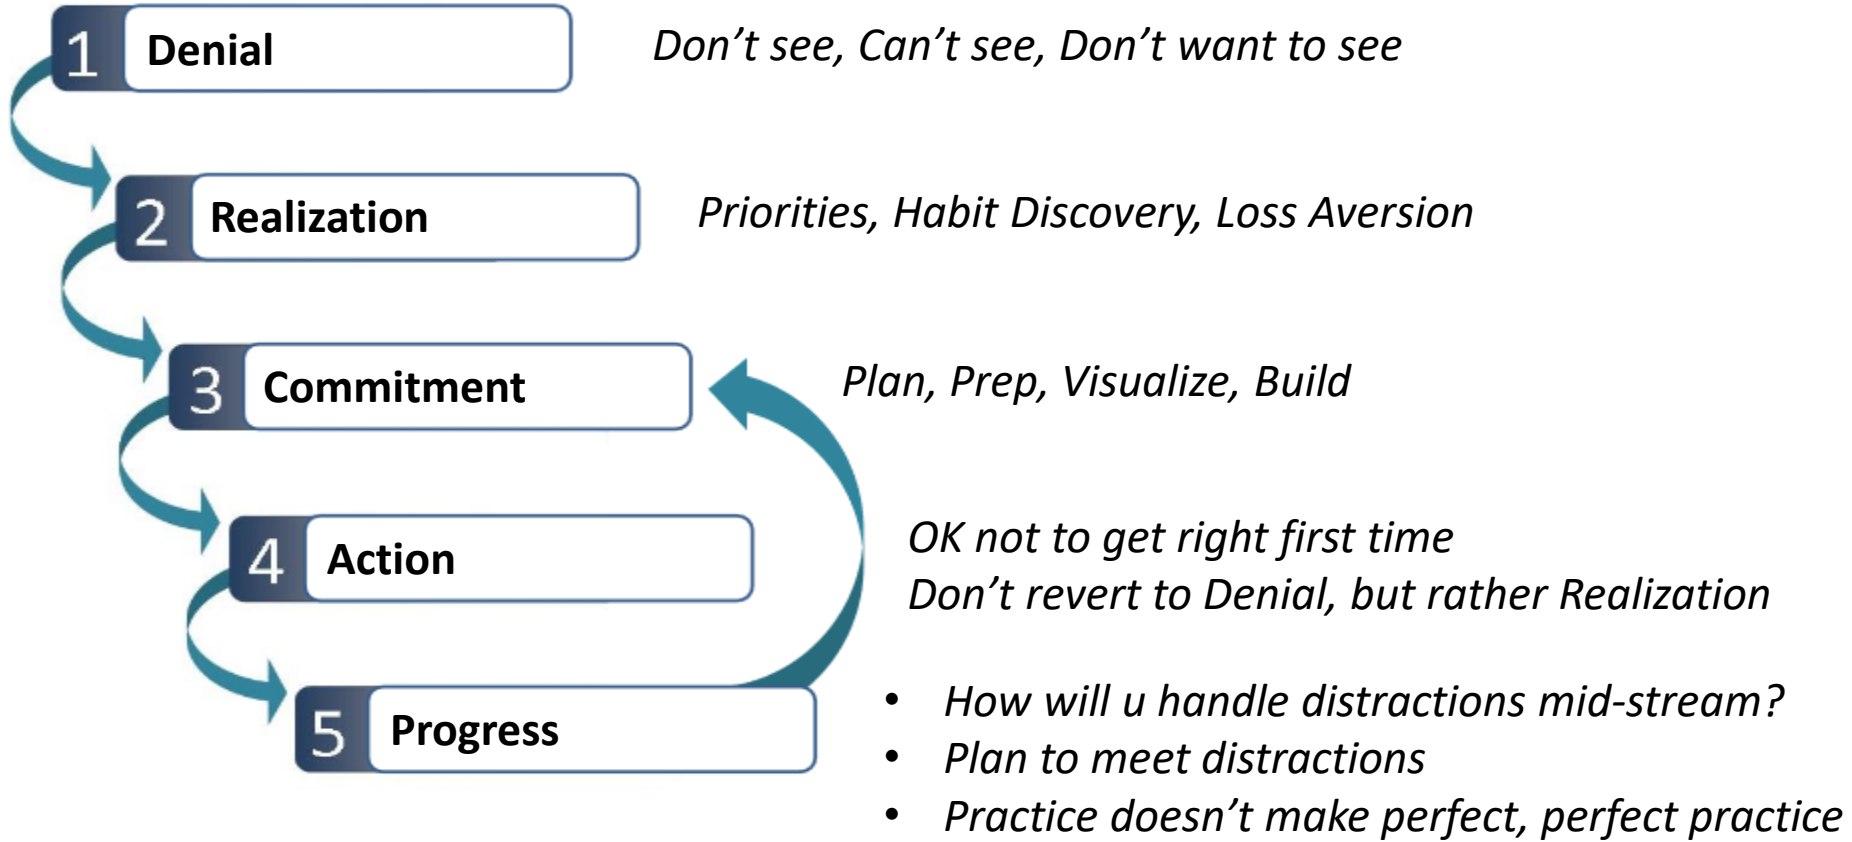 1 Denial
Don't see, Can't see, Don't want to see
2 Realization
Priorities, Habit Discovery, Loss Aversion
3 Commitment
Plan, Prep, Visualize, Build
4 Action
OK not to get right first time
Don't revert to Denial, but rather Realization
5 Progress
• How will u handle distractions mid-stream?
• Plan to meet distractions
• Practice doesn't make perfect, perfect practice